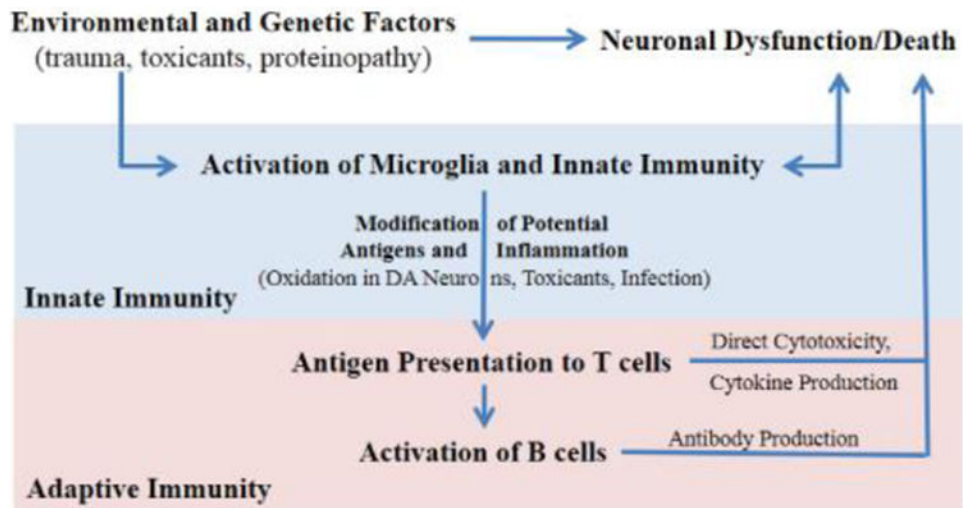 Environmental and Genetic Factors
(trauma, toxicants, proteinopathy)
Neuronal Dysfunction/Death
Activation of Microglia and Innate Immunity
Modification of Potential
Antigens and Inflammation
(Oxidation in DA Neurons, Toxicants, Infection)
Innate Immunity
Antigen Presentation to T cells
Direct Cytotoxicity,
Cytokine Production
Activation of B cells
Antibody Production
Adaptive Immunity